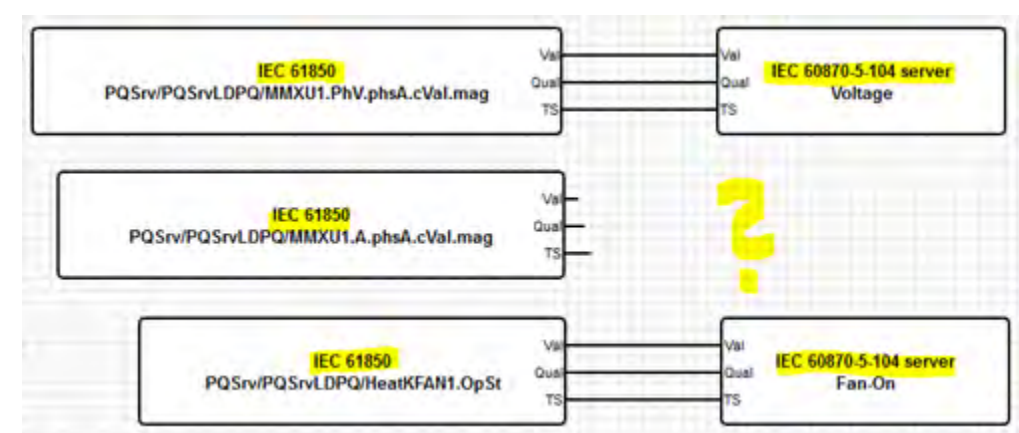 IEC 61850
PQSrv/PQSrvLDPQ/MMXU1.PhV.phsA.cVal.mag
Val
Qual
TS
Val
Qual
TS
IEC 60870-5-104 server
Voltage
IEC 61850
PQSrv/PQSrvLDPQ/MMXU1.A.phsA.cVal.mag
Val
Qual
TS
?
IEC 61850
PQSrv/PQSrvLDPQ/HeatKFAN1.OpSt
Val
Qual
TS
Val
Qual
TS
IEC 60870-5-104 server
Fan-On